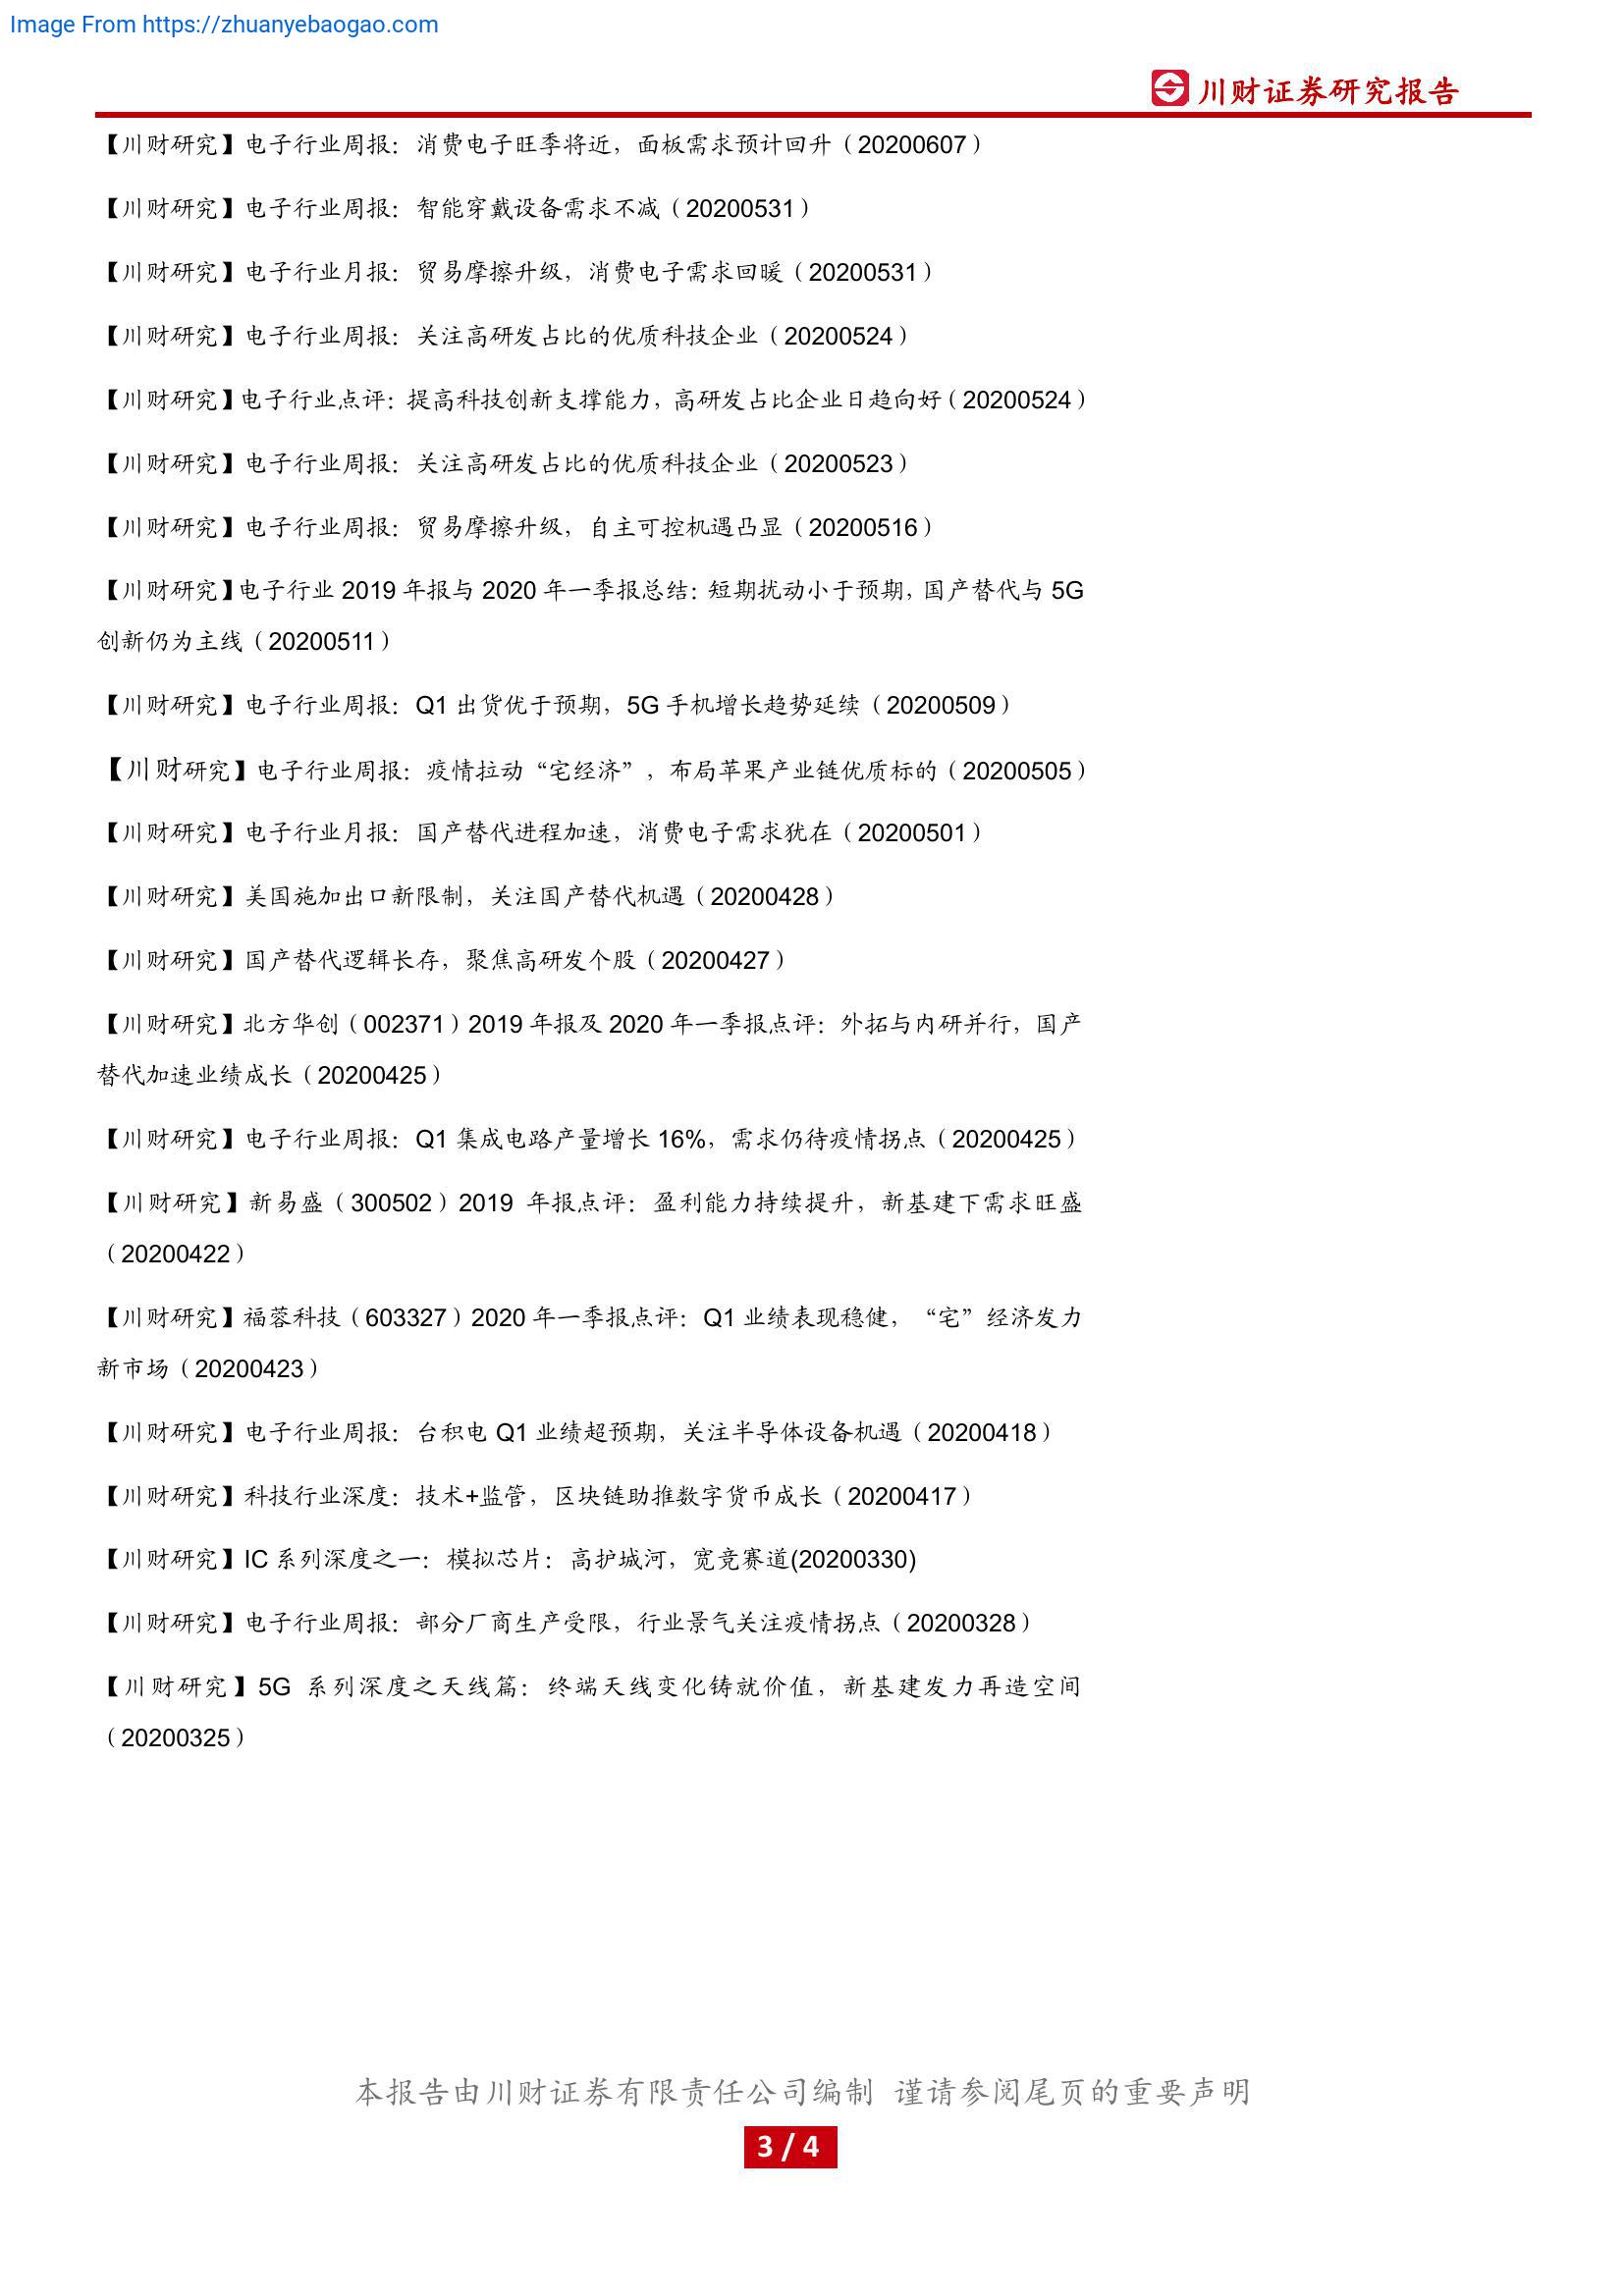 Image From https://zhuanyebaogao.com
川财证券研究报告
【川财研究】电子行业周报：消费电子旺季将近，面板需求预计回升（20200607）
【川财研究】电子行业周报：智能穿戴设备需求不减（20200531）
【川财研究】电子行业月报：贸易摩擦升级，消费电子需求回暖（20200531）
【川财研究】电子行业周报：关注高研发占比的优质科技企业（20200524）
【川财研究】电子行业点评：提高科技创新支撑能力，高研发占比企业日趋向好（20200524）
【川财研究】电子行业周报：关注高研发占比的优质科技企业（20200523）
【川财研究】电子行业周报：贸易摩擦升级，自主可控机遇凸显（20200516）
【川财研究】电子行业 2019 年报与 2020 年一季报总结：短期扰动小于预期，国产替代与 5G
创新仍为主线（20200511）
【川财研究】电子行业周报：Q1 出货优于预期，5G 手机增长趋势延续（20200509）
【川财研究】电子行业周报：疫情拉动“宅经济”，布局苹果产业链优质标的（20200505）
【川财研究】电子行业月报：国产替代进程加速，消费电子需求犹在（20200501）
【川财研究】美国施加出口新限制，关注国产替代机遇（20200428）
【川财研究】国产替代逻辑长存，聚焦高研发个股（20200427）
【川财研究】北方华创（002371）2019 年报及 2020 年一季报点评：外拓与内研并行，国产
替代加速业绩成长（20200425）
【川财研究】电子行业周报：Q1 集成电路产量增长 16%，需求仍待疫情拐点（20200425）
【川财研究】新易盛（300502）2019 年报点评：盈利能力持续提升，新基建下需求旺盛
（20200422）
【川财研究】福蓉科技（603327）2020 年一季报点评：Q1 业绩表现稳健，“宅”经济发力
新市场（20200423）
【川财研究】电子行业周报：台积电 Q1 业绩超预期，关注半导体设备机遇（20200418）
【川财研究】科技行业深度：技术+监管，区块链助推数字货币成长（20200417）
【川财研究】IC 系列深度之一：模拟芯片：高护城河，宽竞赛道(20200330)
【川财研究】电子行业周报：部分厂商生产受限，行业景气关注疫情拐点（20200328）
【川财研究】5G 系列深度之天线篇：终端天线变化铸就价值，新基建发力再造空间
（20200325）
本报告由川财证券有限责任公司编制 谨请参阅尾页的重要声明
3 / 4